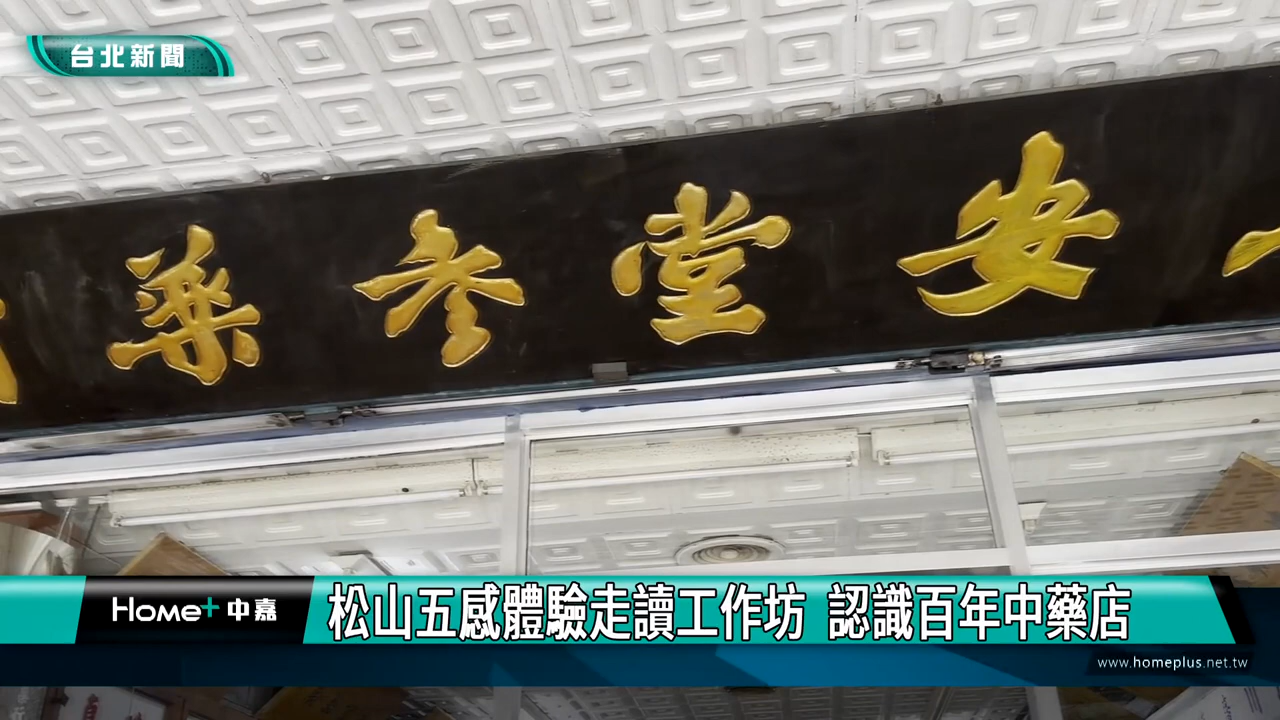 台北新聞
安堂參藥
Home+ 中嘉
松山五感體驗走讀工作坊 認識百年中藥店
www.homeplus.net.tw